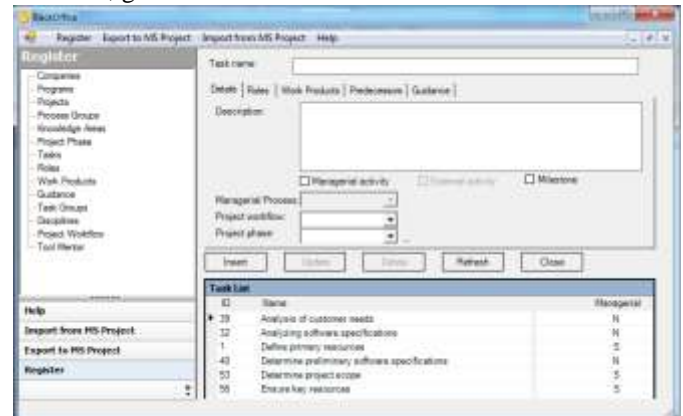 BackOffice
Register Export to MS Project Import from MS Project Help
Register
Companies
Programs
Projects
Process Groups
Knowledge Areas
Project Phase
Tasks
Roles
Work Products
Guidance
Task Groups
Disciplines
Project Workflow
Tool Mentor
Help
Import from MS Project
Export to MS Project
Register
Task name
Details Roles Work Products Predecessors Guidance
Description:
Managerial activity External activity Milestone
Managerial Process:
Project workflow:
Project phase:
Insert Update Delete Refresh Close
Task List
ID Name Managerial
39 Analysis of customer needs N
32 Analyzing software specifications N
1 Define primary resources S
43 Determine preliminary software specifications N
53 Determine project scope S
56 Ensure key resources S